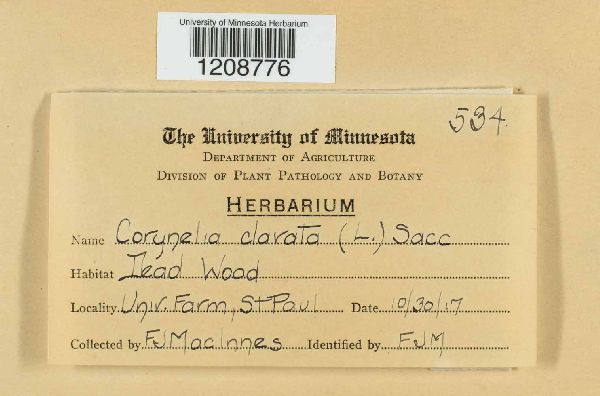 University of Minnesota Herbarium
1208776
534.
The University of Minnesota
Department of Agriculture
Division of Plant Pathology and Botany
Herbarium
Name Corynelia clavata (L.) Sacc
Habitat Dead Wood
Locality Univ. Farm, St Paul Date 10/30/17
Collected by FJ MacInnes Identified by FJM